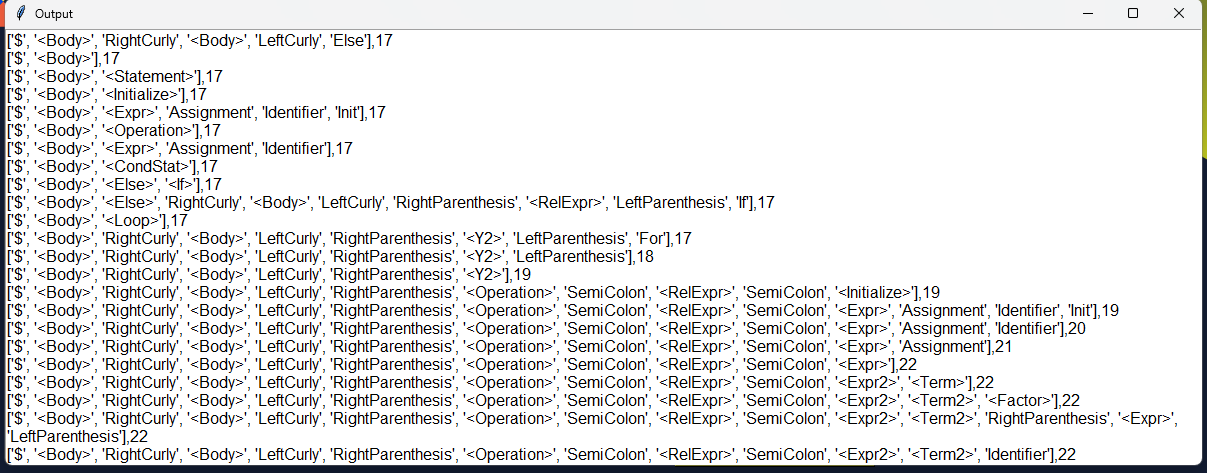 Output
['$', '<Body>', 'RightCurly', '<Body>', 'LeftCurly', 'Else'],17
['$', '<Body>'],17
['$', '<Body>', '<Statement>'],17
['$', '<Body>', '<Initialize>'],17
['$', '<Body>', '<Expr>', 'Assignment', 'Identifier', 'Init'],17
['$', '<Body>', '<Operation>'],17
['$', '<Body>', '<Expr>', 'Assignment', 'Identifier'],17
['$', '<Body>', '<CondStat>'],17
['$', '<Body>', '<Else>', '<If>'],17
['$', '<Body>', '<Else>', 'RightCurly', '<Body>', 'LeftCurly', 'RightParenthesis', '<RelExpr>', 'LeftParenthesis', 'If'],17
['$', '<Body>', '<Loop>'],17
['$', '<Body>', 'RightCurly', '<Body>', 'LeftCurly', 'RightParenthesis', '<Y2>', 'LeftParenthesis', 'For'],17
['$', '<Body>', 'RightCurly', '<Body>', 'LeftCurly', 'RightParenthesis', '<Y2>', 'LeftParenthesis'],18
['$', '<Body>', 'RightCurly', '<Body>', 'LeftCurly', 'RightParenthesis', '<Y2>'],19
['$', '<Body>', 'RightCurly', '<Body>', 'LeftCurly', 'RightParenthesis', '<Operation>', 'SemiColon', '<RelExpr>', 'SemiColon', '<Initialize>'],19
['$', '<Body>', 'RightCurly', '<Body>', 'LeftCurly', 'RightParenthesis', '<Operation>', 'SemiColon', '<RelExpr>', 'SemiColon', '<Expr>', 'Assignment', 'Identifier', 'Init'],19
['$', '<Body>', 'RightCurly', '<Body>', 'LeftCurly', 'RightParenthesis', '<Operation>', 'SemiColon', '<RelExpr>', 'SemiColon', '<Expr>', 'Assignment', 'Identifier'],20
['$', '<Body>', 'RightCurly', '<Body>', 'LeftCurly', 'RightParenthesis', '<Operation>', 'SemiColon', '<RelExpr>', 'SemiColon', '<Expr>', 'Assignment'],21
['$', '<Body>', 'RightCurly', '<Body>', 'LeftCurly', 'RightParenthesis', '<Operation>', 'SemiColon', '<RelExpr>', 'SemiColon', '<Expr>'],22
['$', '<Body>', 'RightCurly', '<Body>', 'LeftCurly', 'RightParenthesis', '<Operation>', 'SemiColon', '<RelExpr>', 'SemiColon', '<Expr2>', '<Term>'],22
['$', '<Body>', 'RightCurly', '<Body>', 'LeftCurly', 'RightParenthesis', '<Operation>', 'SemiColon', '<RelExpr>', 'SemiColon', '<Expr2>', '<Term2>', '<Factor>'],22
['$', '<Body>', 'RightCurly', '<Body>', 'LeftCurly', 'RightParenthesis', '<Operation>', 'SemiColon', '<RelExpr>', 'SemiColon', '<Expr2>', '<Term2>', 'RightParenthesis', '<Expr>',
'LeftParenthesis'],22
['$', '<Body>', 'RightCurly', '<Body>', 'LeftCurly', 'RightParenthesis', '<Operation>', 'SemiColon', '<RelExpr>', 'SemiColon', '<Expr2>', '<Term2>', 'Identifier'],22